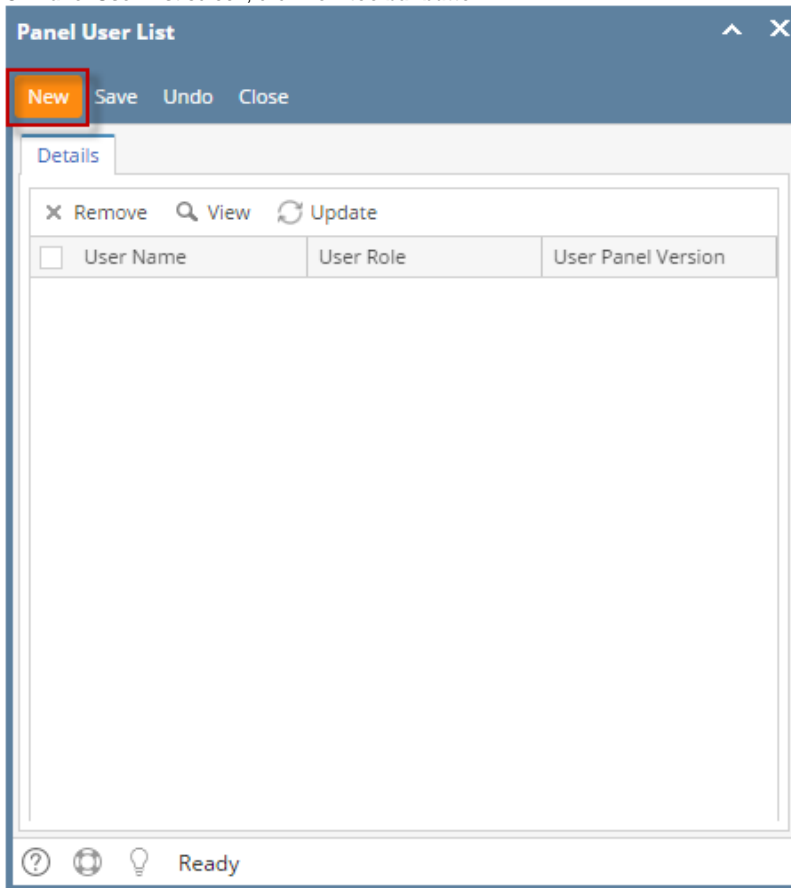 Panel User List
New Save Undo Close
Details
Remove View Update
User Name User Role User Panel Version
Ready